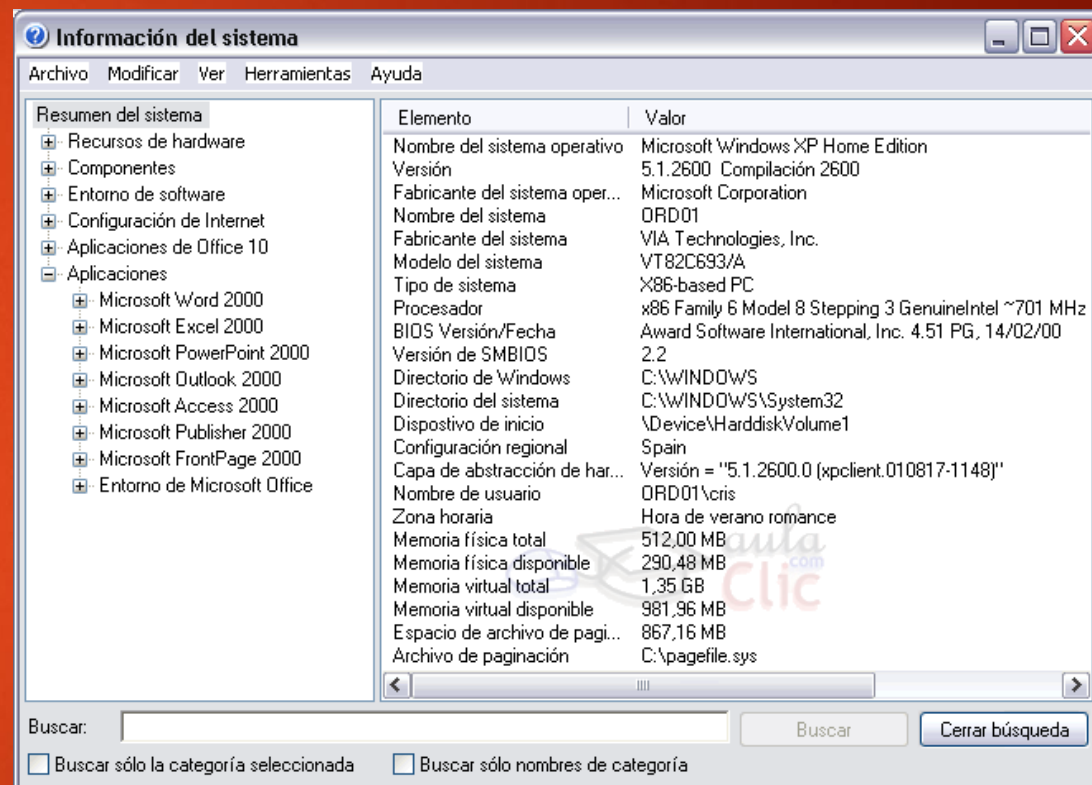 Información del sistema
Archivo Modificar Ver Herramientas Ayuda
Resumen del sistema
Recursos de hardware
Componentes
Entorno de software
Configuración de Internet
Aplicaciones de Office 10
Aplicaciones
Microsoft Word 2000
Microsoft Excel 2000
Microsoft PowerPoint 2000
Microsoft Outlook 2000
Microsoft Access 2000
Microsoft Publisher 2000
Microsoft FrontPage 2000
Entorno de Microsoft Office
Elemento Valor
Nombre del sistema operativo Microsoft Windows XP Home Edition
Versión 5.1.2600 Compilación 2600
Fabricante del sistema oper... Microsoft Corporation
Nombre del sistema ORD01
Fabricante del sistema VIA Technologies, Inc.
Modelo del sistema VT82C693/A
Tipo de sistema X86-based PC
Procesador x86 Family 6 Model 8 Stepping 3 GenuineIntel ~701 MHz
BIOS Versión/Fecha Award Software International, Inc. 4.51 PG, 14/02/00
Versión de SMBIOS 2.2
Directorio de Windows C:\WINDOWS
Directorio del sistema C:\WINDOWS\System32
Dispostivo de inicio \Device\HarddiskVolume1
Configuración regional Spain
Capa de abstracción de har... Versión = "5.1.2600.0 (xpclient.010817-1148)"
Nombre de usuario ORD01\cris
Zona horaria Hora de verano romance
Memoria física total 512,00 MB
Memoria física disponible 290,48 MB
Memoria virtual total 1,35 GB
Memoria virtual disponible 981,96 MB
Espacio de archivo de pagi... 867,16 MB
Archivo de paginación C:\pagefile.sys
aula
.com
Clic
Buscar: Buscar Cerrar búsqueda
Buscar sólo la categoría seleccionada Buscar sólo nombres de categoría